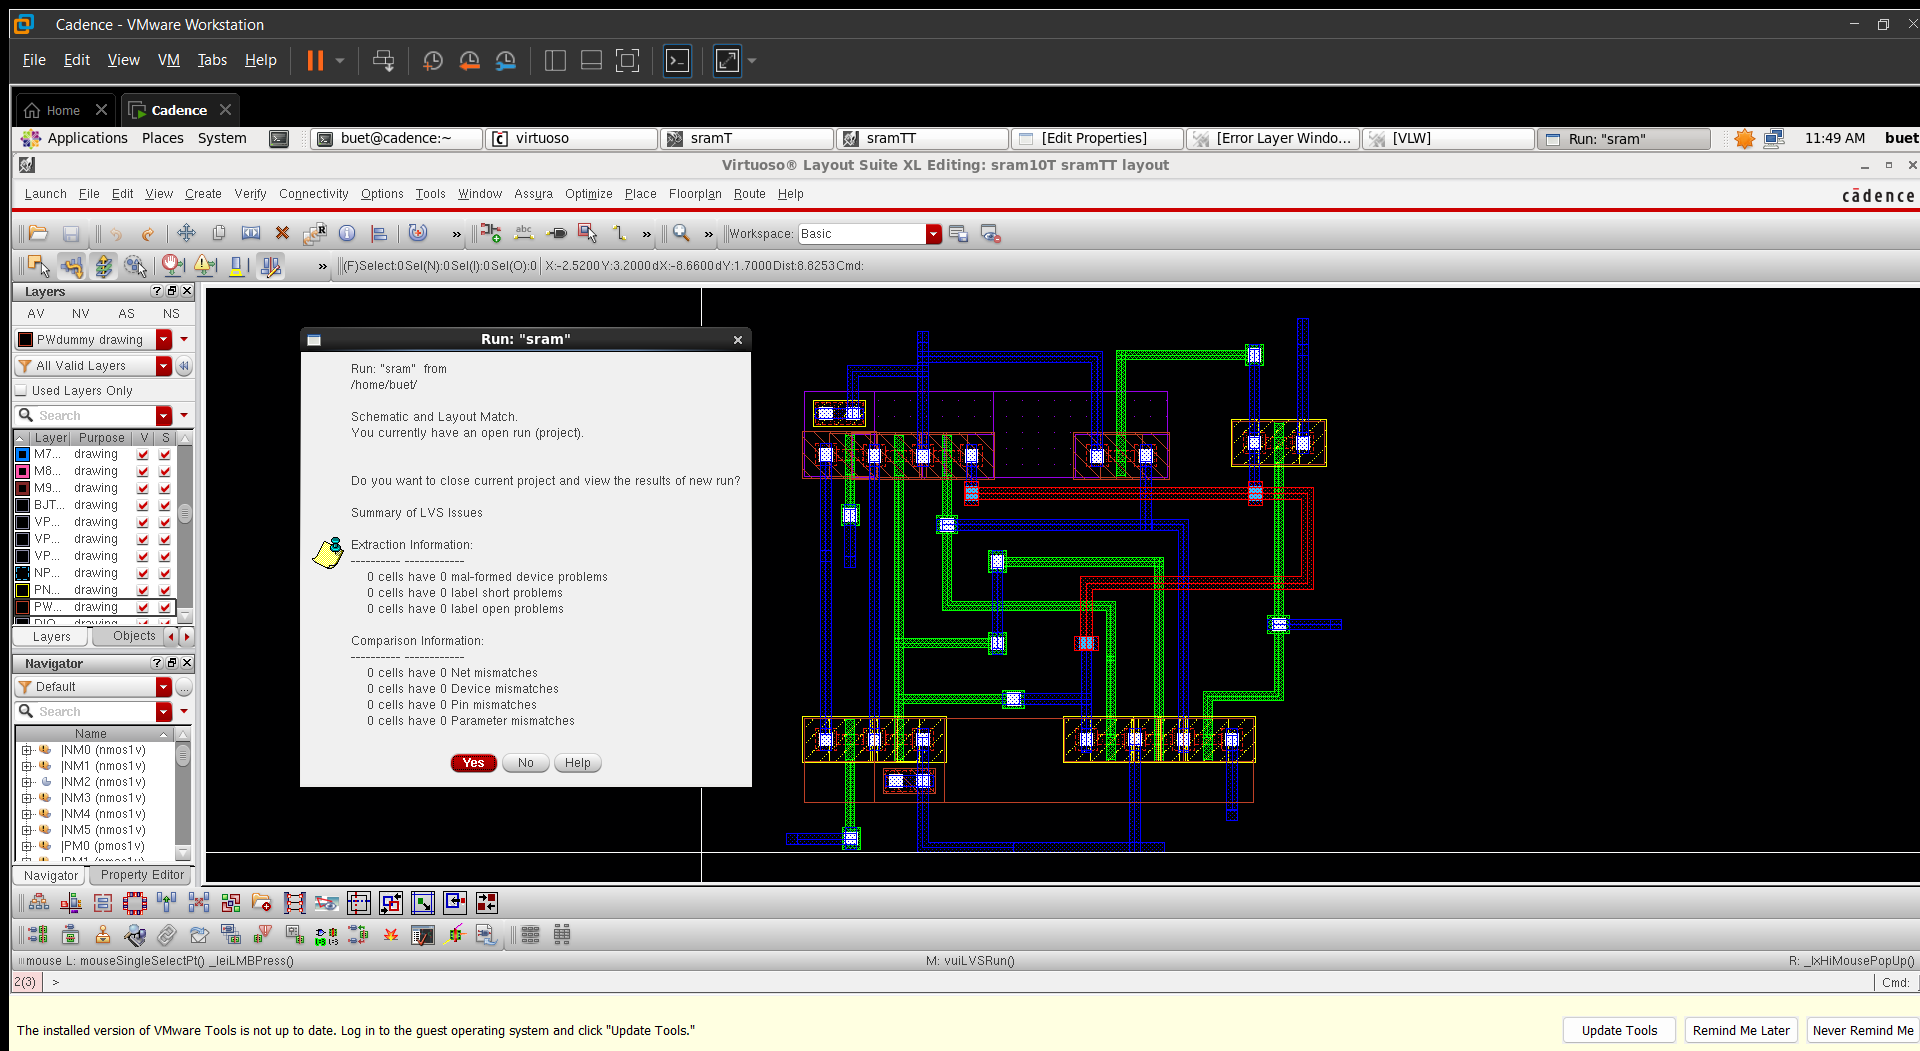 Cadence - VMware Workstation
File Edit View VM Tabs Help
Home
Cadence
Applications Places System buet@cadence:~ virtuoso sramT sramTT [Edit Properties] [Error Layer Windo... [VLW] Run: "sram" 11:49 AM buet
Virtuoso® Layout Suite XL Editing: sram10T sramTT layout
Launch File Edit View Create Verify Connectivity Options Tools Window Assura Optimize Place Floorplan Route Help
cādence
» » » Workspace: Basic
» (F)Select:0 Sel(N):0 Sel(I):0 Sel(O):0 X:-2.5200 Y:3.2000 dX:-8.6600 dY:1.7000 Dist:8.8253 Cmd:
Layers
AV NV AS NS
PWdummy drawing
All Valid Layers
Used Layers Only
Search
Layer Purpose V S
M7... drawing
M8... drawing
M9... drawing
BJT... drawing
VP... drawing
VP... drawing
VP... drawing
NP... drawing
PN... drawing
PW... drawing
DIO drawing
Layers Objects
Navigator
Default
Search
Name
|NM0 (nmos1v)
|NM1 (nmos1v)
|NM2 (nmos1v)
|NM3 (nmos1v)
|NM4 (nmos1v)
|NM5 (nmos1v)
|PM0 (pmos1v)
|PM1 (pmos1v)
Navigator Property Editor
Run: "sram"
Run: "sram" from
/home/buet/
Schematic and Layout Match.
You currently have an open run (project).
Do you want to close current project and view the results of new run?
Summary of LVS Issues
Extraction Information:
---------- ------------
0 cells have 0 mal-formed device problems
0 cells have 0 label short problems
0 cells have 0 label open problems
Comparison Information:
---------- ------------
0 cells have 0 Net mismatches
0 cells have 0 Device mismatches
0 cells have 0 Pin mismatches
0 cells have 0 Parameter mismatches
Yes No Help
mouse L: mouseSingleSelectPt() _leiLMBPress() M: vuiLVSRun() R: _lxHiMousePopUp()
2(3) > Cmd:
The installed version of VMware Tools is not up to date. Log in to the guest operating system and click "Update Tools."
Update Tools Remind Me Later Never Remind Me